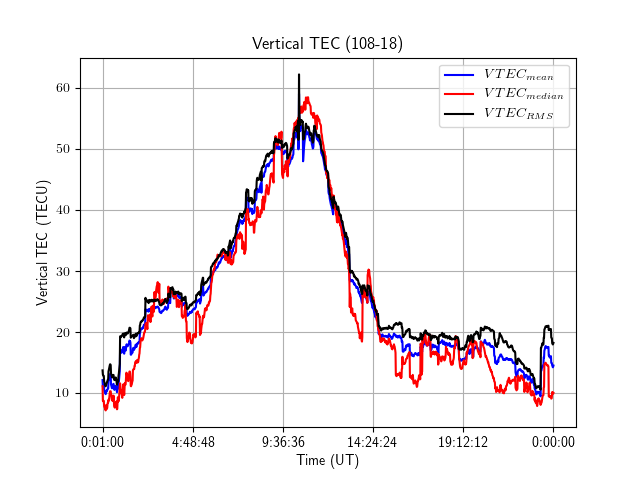 Vertical TEC (108-18)
VTEC_mean
VTEC_median
VTEC_RMS
Vertical TEC (TECU)
60
50
40
30
20
10
0:01:00 4:48:48 9:36:36 14:24:24 19:12:12 0:00:00
Time (UT)